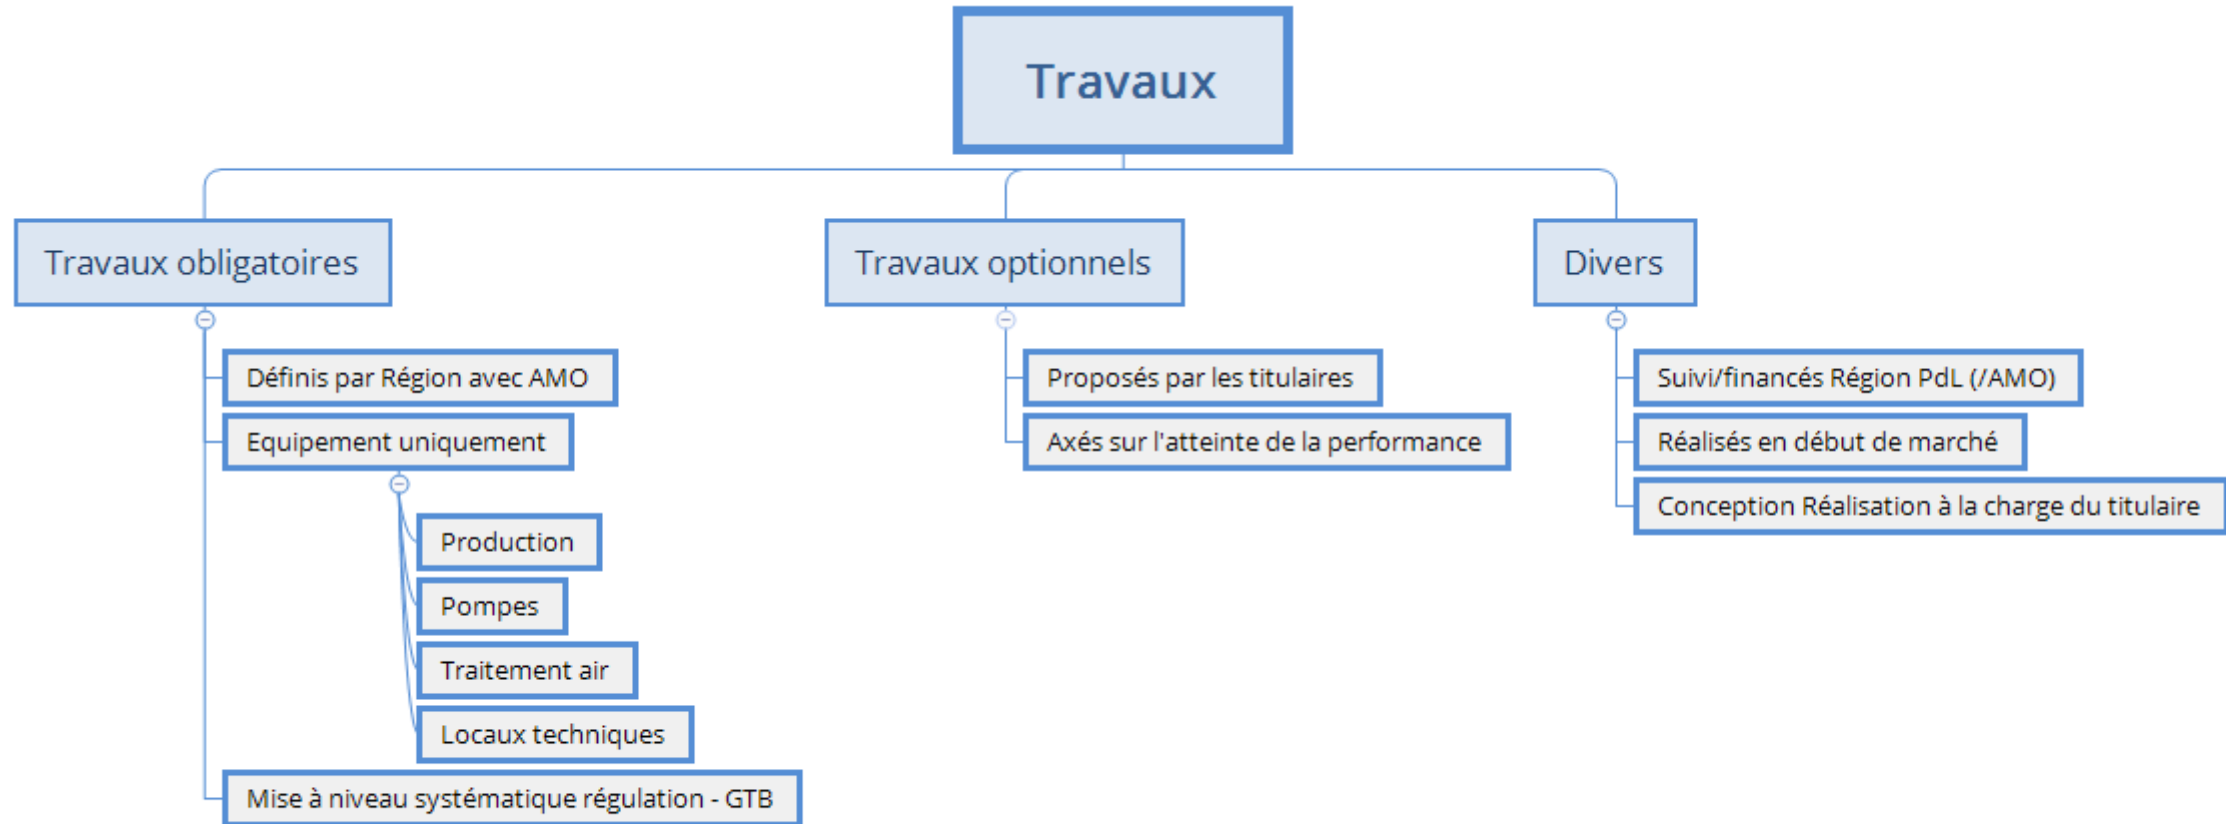 Travaux
Travaux obligatoires
Définis par Région avec AMO
Equipement uniquement
Production
Pompes
Traitement air
Locaux techniques
Mise à niveau systématique régulation - GTB
Travaux optionnels
Proposés par les titulaires
Axés sur l'atteinte de la performance
Divers
Suivi/financés Région PdL (/AMO)
Réalisés en début de marché
Conception Réalisation à la charge du titulaire